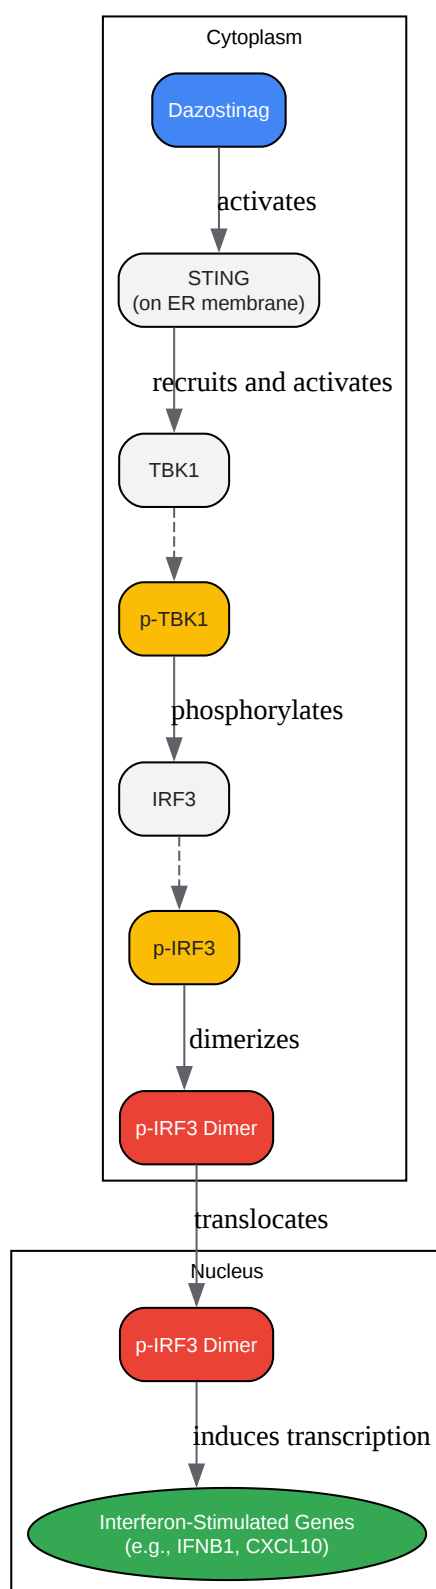 Cytoplasm
Dazostinag
activates
STING
(on ER membrane)
recruits and activates
TBK1
p-TBK1
phosphorylates
IRF3
p-IRF3
dimerizes
p-IRF3 Dimer
translocates
Nucleus
p-IRF3 Dimer
induces transcription
Interferon-Stimulated Genes
(e.g., IFNB1, CXCL10)